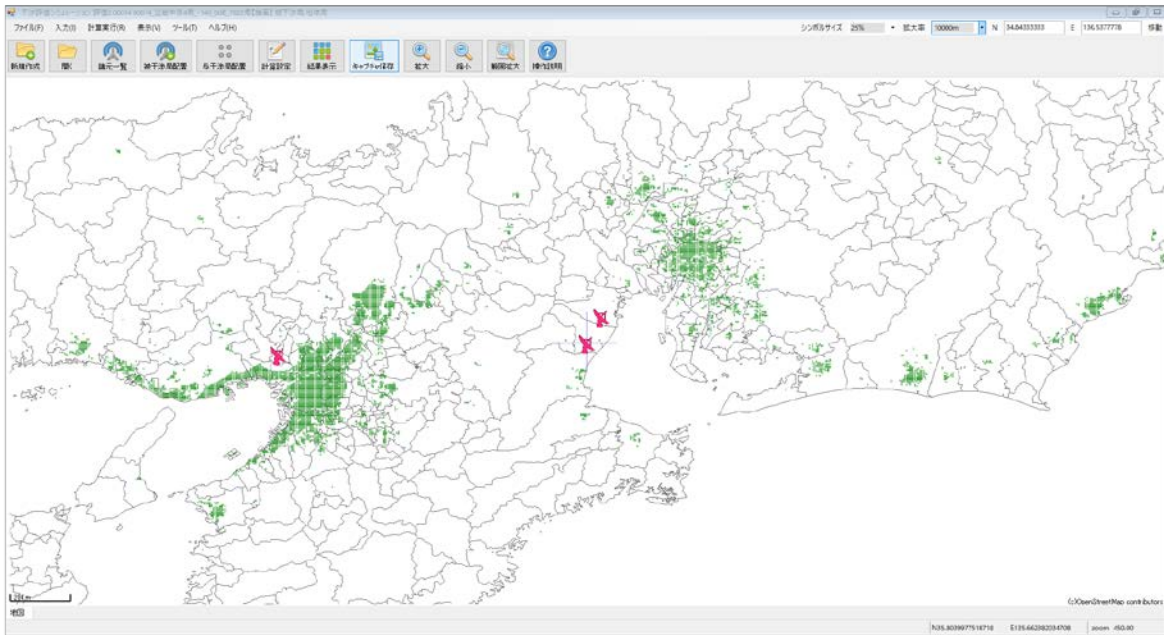 ファイル(F) 入力(I) 計算実行(R) 表示(V) ツール(T) ヘルプ(H)
シンボルサイズ 25% 拡大率 10000m N 34.84333333 E 136.5377778 移動
新規作成 開く 諸元一覧 被干渉局配置 与干渉局配置 計算設定 結果表示 キャプチャ保存 拡大 縮小 範囲拡大 操作説明
(c)OpenStreetMap contributors
地図
N35.8039977518718 E135.662382034708 zoom